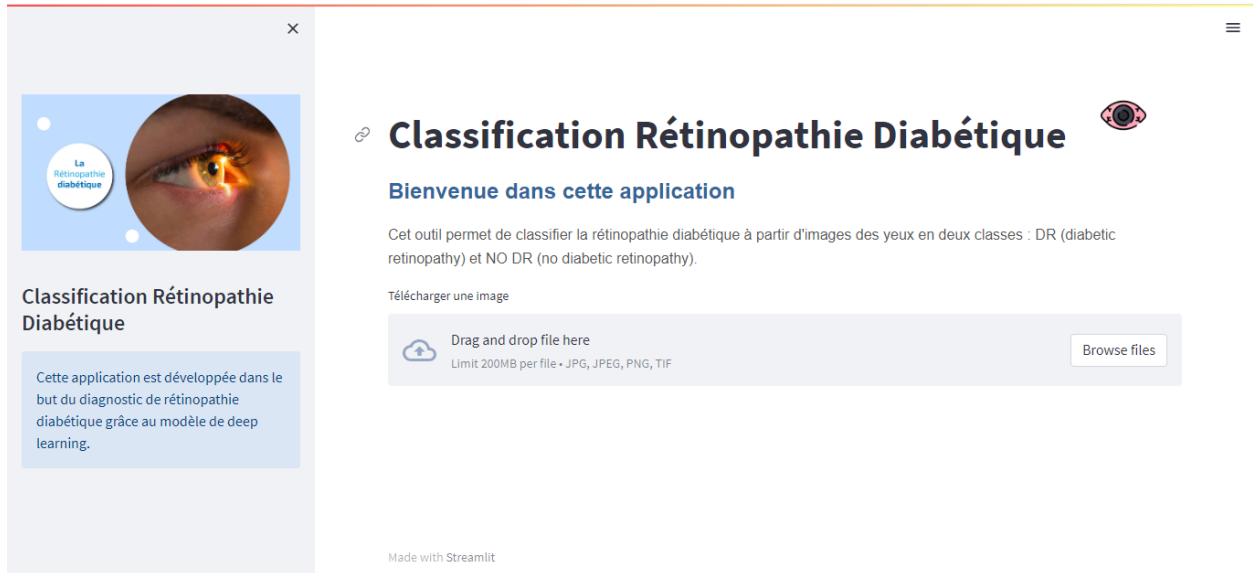 La
Rétinopathie
diabétique
Classification Rétinopathie
Diabétique
Cette application est développée dans le
but du diagnostic de rétinopathie
diabétique grâce au modèle de deep
learning.
Classification Rétinopathie Diabétique
Bienvenue dans cette application
Cet outil permet de classifier la rétinopathie diabétique à partir d'images des yeux en deux classes : DR (diabetic
retinopathy) et NO DR (no diabetic retinopathy).
Télécharger une image
Drag and drop file here
Limit 200MB per file • JPG, JPEG, PNG, TIF
Browse files
Made with Streamlit